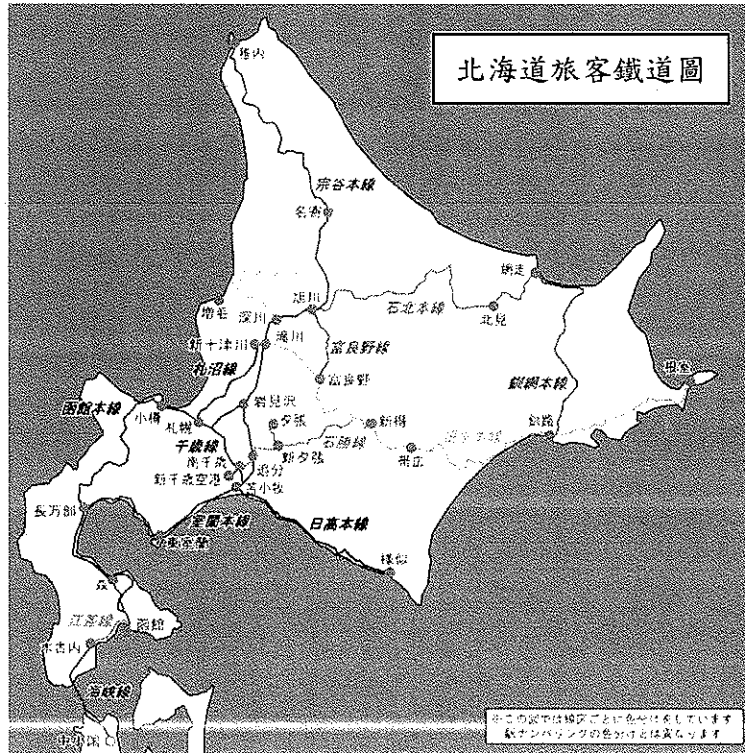 北海道旅客鐵道圖
稚内
宗谷本線
名寄
網走
増毛
深川
旭川
石北本線
北見
新十津川
滝川
富良野線
札沼線
富良野
釧網本線
根室
函館本線
小樽
札幌
岩見沢
夕張
新得
釧路
千歳線
石勝線
帯広
南千歳
新夕張
追分
新千歳空港
苫小牧
長万部
室蘭本線
日高本線
東室蘭
様似
森
江差線
函館
木古内
海峡線
※この図では線区ごとに色分けをしています
駅ナンバリングの色分けとは異なります